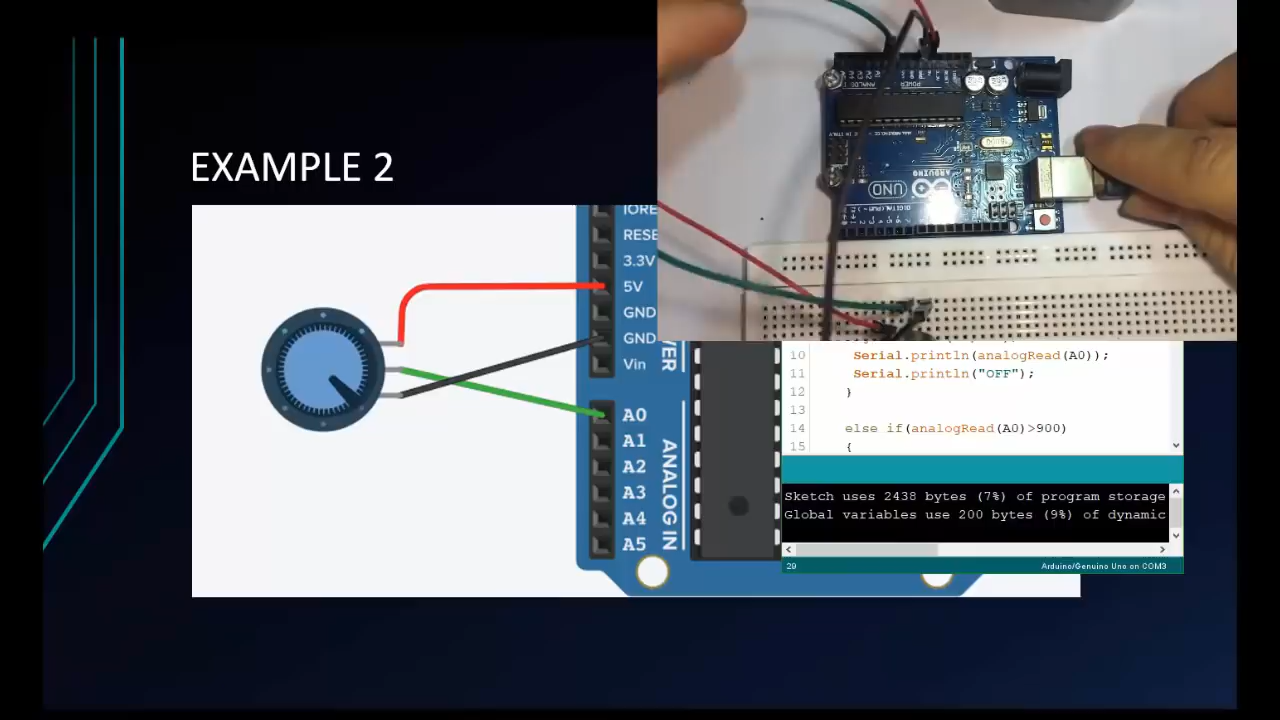 EXAMPLE 2
IORE
RESE
3.3V
5V
GND
GND
Vin
A0
A1
A2
A3
A4
A5
ANALOG IN
POWER
UNO
ARDUINO
10 Serial.println(analogRead(A0));
11 Serial.println("OFF");
12 }
13
14 else if(analogRead(A0)>900)
15 {
Sketch uses 2438 bytes (7%) of program storage
Global variables use 200 bytes (9%) of dynamic
29
Arduino/Genuino Uno on COM3